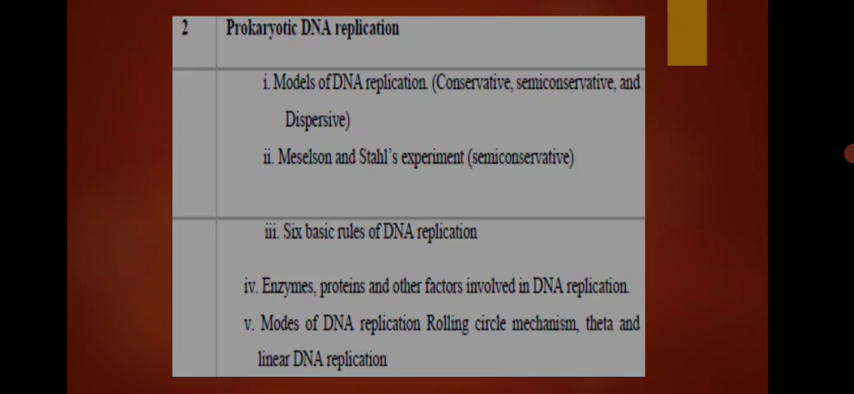 2 Prokaryotic DNA replication
i. Models of DNA replication. (Conservative, semiconservative, and
Dispersive)
ii. Meselson and Stahl's experiment (semiconservative)
iii. Six basic rules of DNA replication
iv. Enzymes, proteins and other factors involved in DNA replication.
v. Modes of DNA replication Rolling circle mechanism, theta and
linear DNA replication